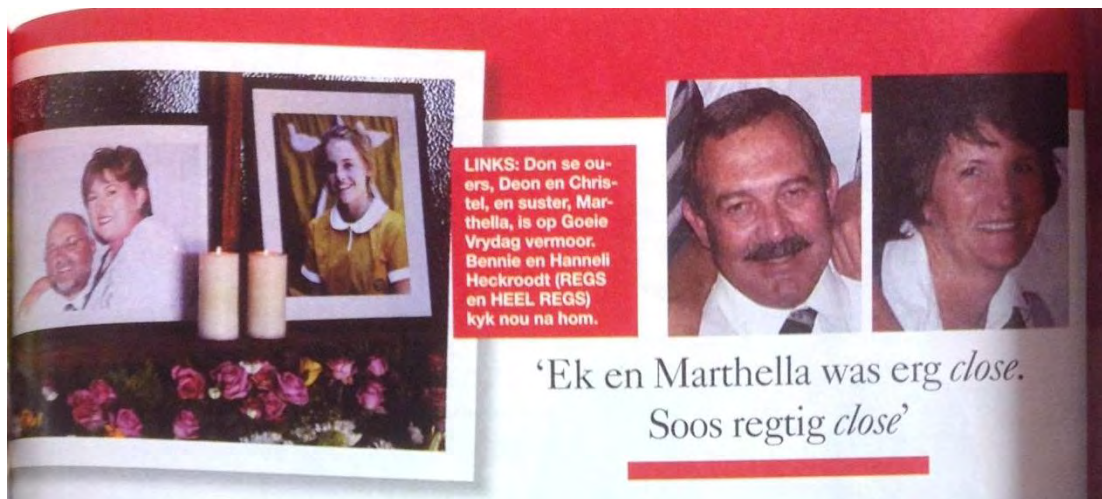 LINKS: Don se ou-
ers, Deon en Chris-
tel, en suster, Mar-
thella, is op Goeie
Vrydag vermoor.
Bennie en Hanneli
Heckroodt (REGS
en HEEL REGS)
kyk nou na hom.
‘Ek en Marthella was erg close.
Soos regtig close’